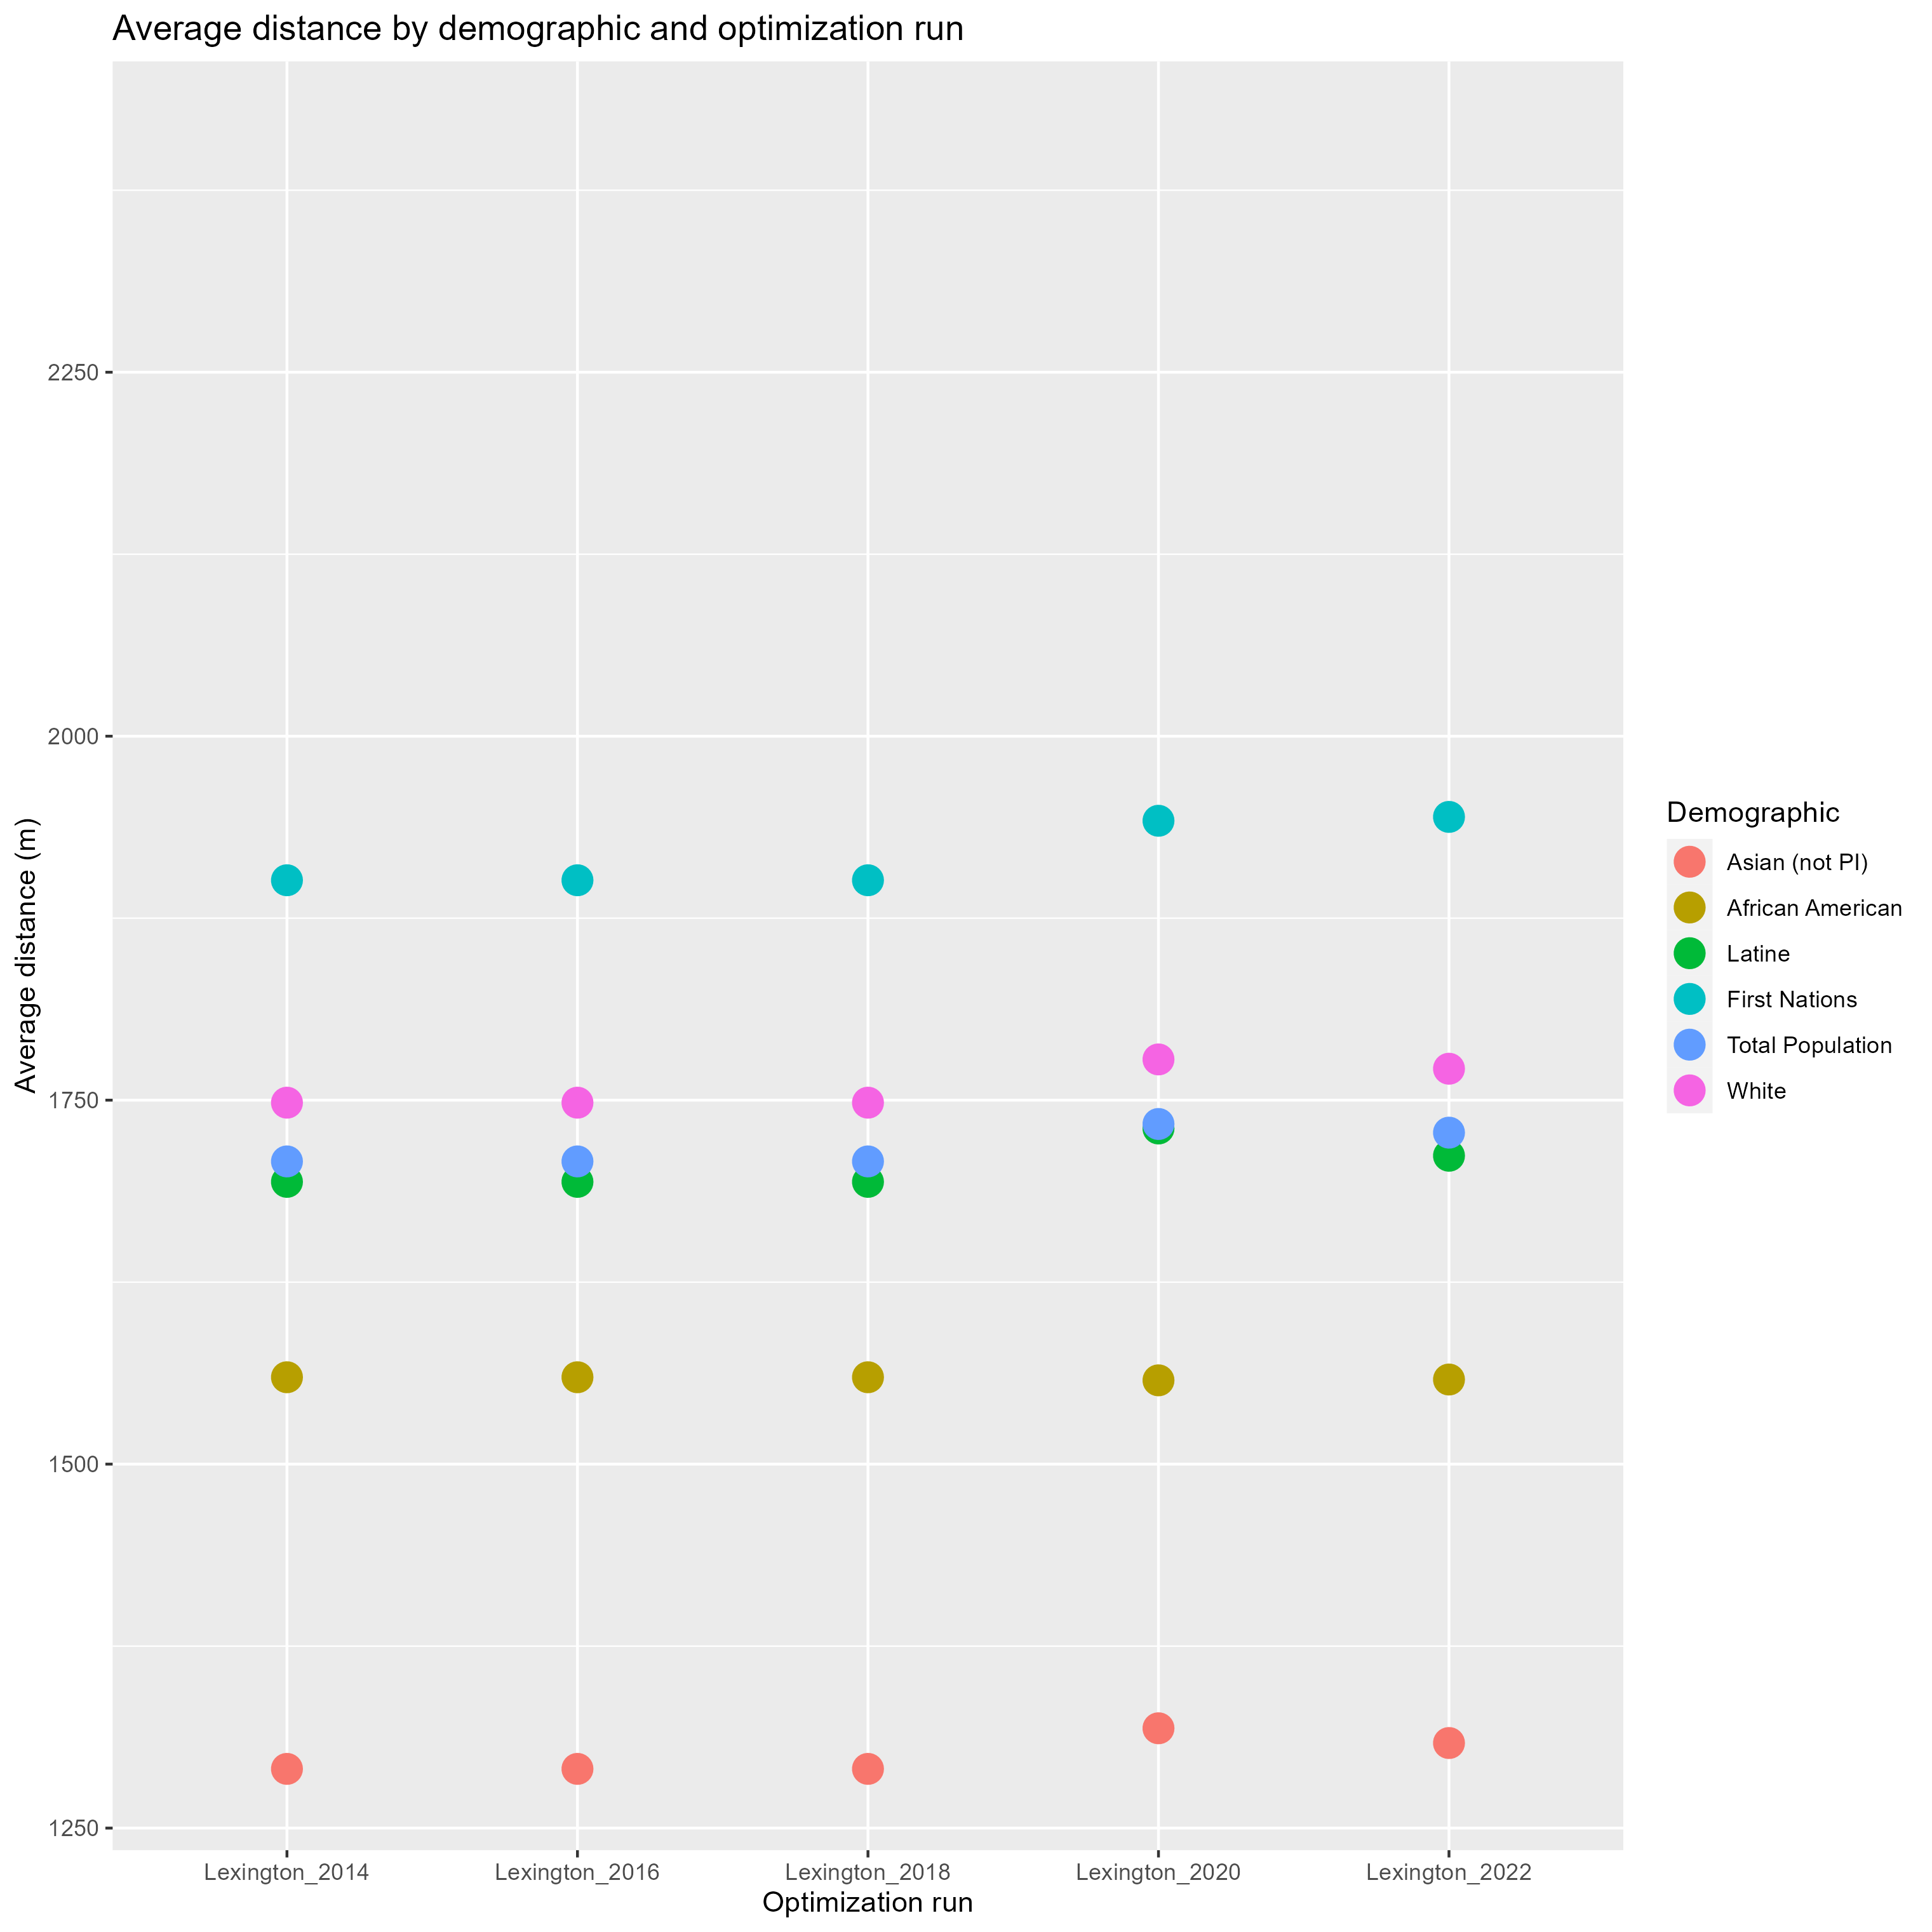 Average distance by demographic and optimization run
Average distance (m)
2250
2000
1750
1500
1250
Lexington_2014
Lexington_2016
Lexington_2018
Lexington_2020
Lexington_2022
Optimization run
Demographic
Asian (not PI)
African American
Latine
First Nations
Total Population
White